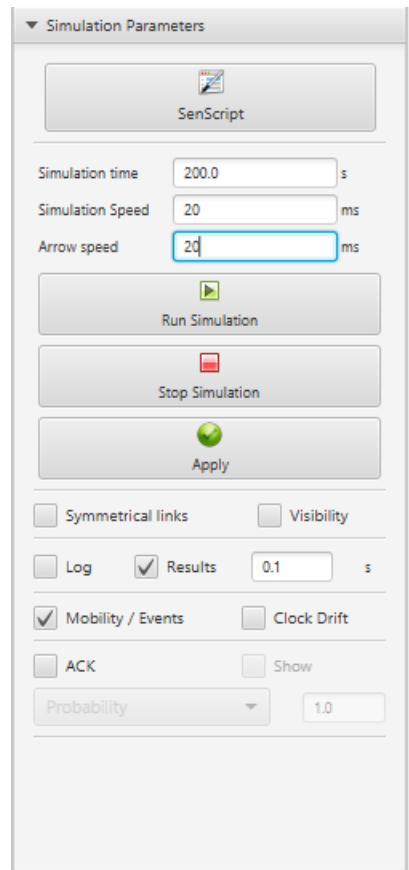 Simulation Parameters
SenScript
Simulation time 200.0 s
Simulation Speed 20 ms
Arrow speed 20 ms
Run Simulation
Stop Simulation
Apply
Symmetrical links Visibility
Log Results 0.1 s
Mobility / Events Clock Drift
ACK Show
Probability 1.0